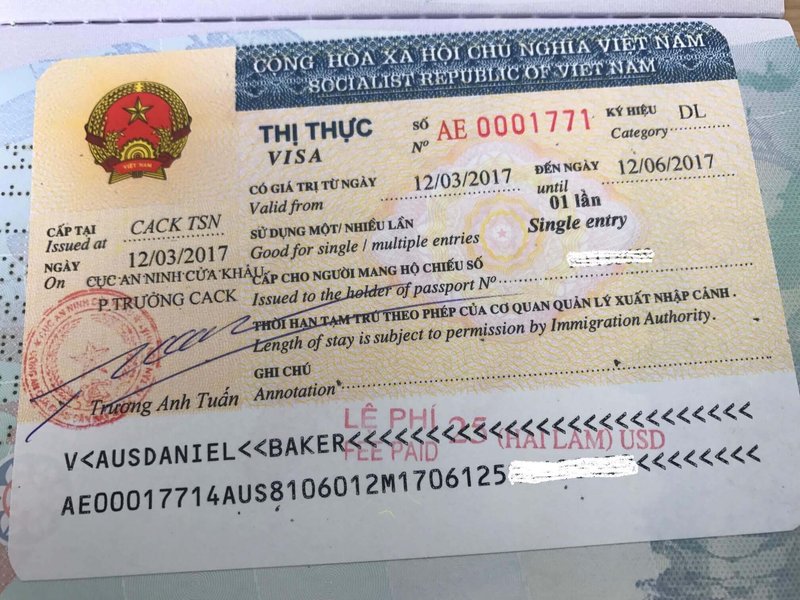 CỘNG HÒA XÃ HỘI CHỦ NGHĨA VIỆT NAM
SOCIALIST REPUBLIC OF VIET NAM
VIỆT NAM
THỊ THỰC
VISA
SỐ AE 0001771
Nº
KÝ HIỆU DL
Category
CÓ GIÁ TRỊ TỪ NGÀY 12/03/2017
Valid from
ĐẾN NGÀY 12/06/2017
until
SỬ DỤNG MỘT/ NHIỀU LẦN 01 lần
Good for single / multiple entries Single entry
CẤP TẠI CACK TSN
Issued at
NGÀY 12/03/2017
On
CỤC AN NINH CỬA KHẨU
P.TRƯỞNG CACK
CẤP CHO NGƯỜI MANG HỘ CHIẾU SỐ
Issued to the holder of passport Nº
THỜI HẠN TẠM TRÚ THEO PHÉP CỦA CƠ QUAN QUẢN LÝ XUẤT NHẬP CẢNH .
Length of stay is subject to permission by Immigration Authority.
GHI CHÚ
Annotation
Trương Anh Tuấn
LỆ PHÍ 25 (HAI LAM) USD
FEE PAID
V<AUSDANIEL<<BAKER<<<<<<<<<<<<<<<<<<<<<<<<<<
AE00017714AUS8106012M1706125 <<<<<<<<